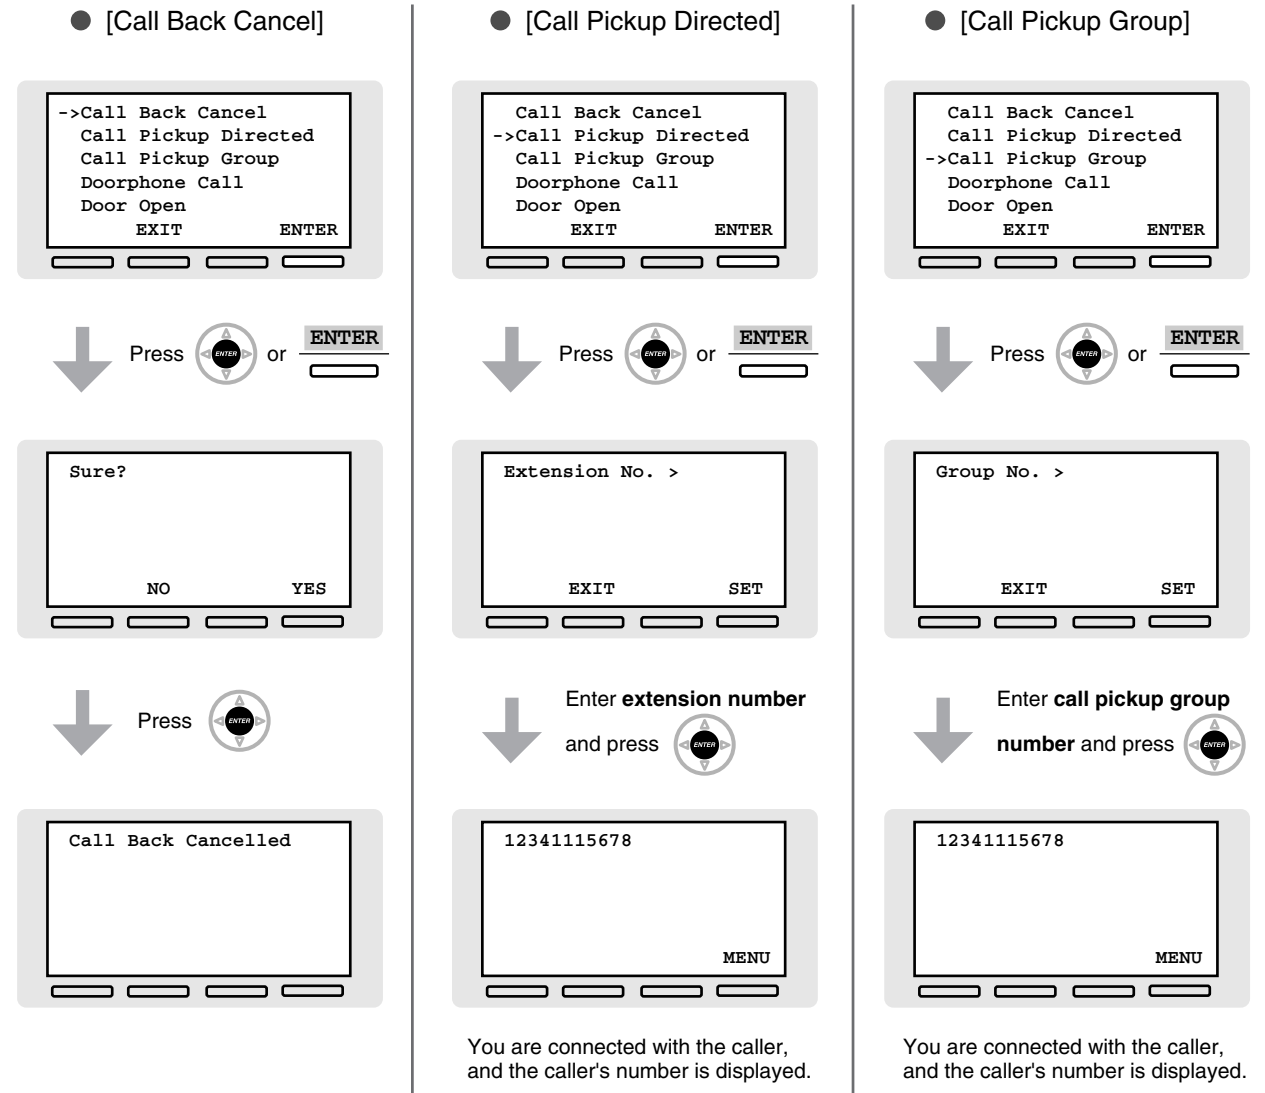 ● [Call Back Cancel]
->Call Back Cancel
Call Pickup Directed
Call Pickup Group
Doorphone Call
Door Open
EXIT ENTER
Press ENTER or ENTER
Sure?
NO YES
Press ENTER
Call Back Cancelled
● [Call Pickup Directed]
Call Back Cancel
->Call Pickup Directed
Call Pickup Group
Doorphone Call
Door Open
EXIT ENTER
Press ENTER or ENTER
Extension No. >
EXIT SET
Enter extension number
and press ENTER
12341115678
MENU
You are connected with the caller,
and the caller's number is displayed.
● [Call Pickup Group]
Call Back Cancel
Call Pickup Directed
->Call Pickup Group
Doorphone Call
Door Open
EXIT ENTER
Press ENTER or ENTER
Group No. >
EXIT SET
Enter call pickup group
number and press ENTER
12341115678
MENU
You are connected with the caller,
and the caller's number is displayed.